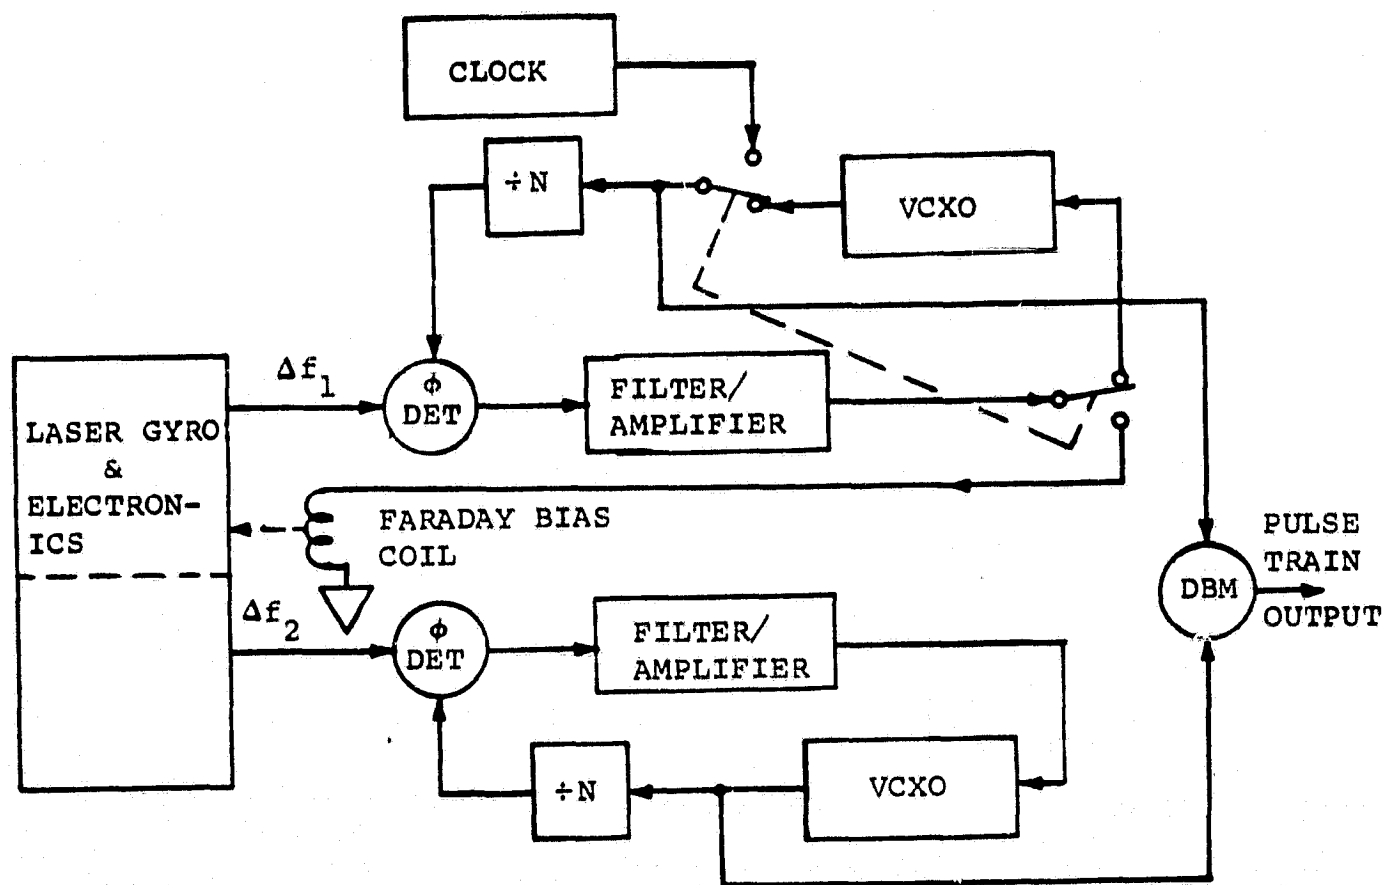 CLOCK
÷N
VCXO
Δf1
φ
DET
FILTER/
AMPLIFIER
LASER GYRO
&
ELECTRON-
ICS
FARADAY BIAS
COIL
PULSE
TRAIN
OUTPUT
DBM
Δf2
φ
DET
FILTER/
AMPLIFIER
÷N
VCXO